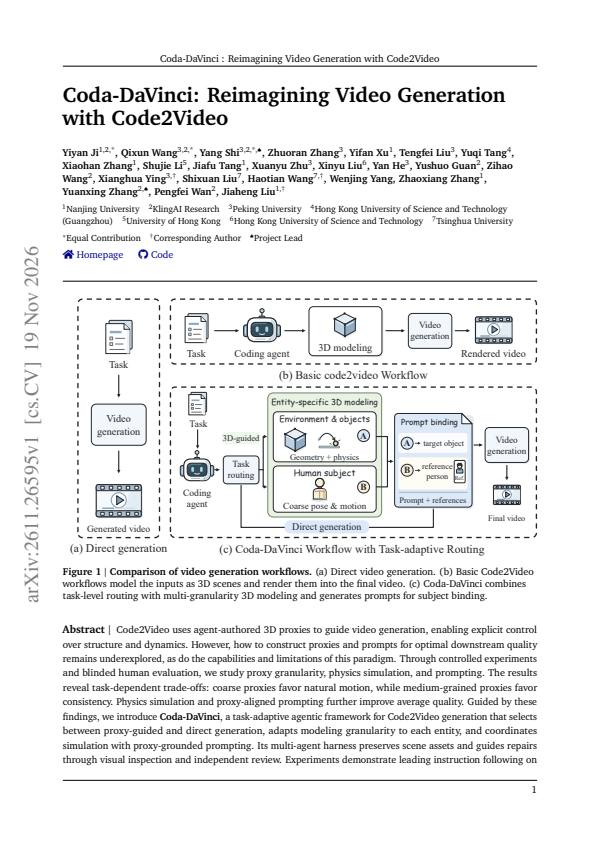 Coda-DaVinci : Reimagining Video Generation with Code2Video
Coda-DaVinci: Reimagining Video Generation
with Code2Video
Yiyan Ji1,2,*, Qixun Wang3,2,*, Yang Shi3,2,*,♠, Zhuoran Zhang3, Yifan Xu1, Tengfei Liu3, Yuqi Tang4,
Xiaohan Zhang1, Shujie Li5, Jiafu Tang1, Xuanyu Zhu3, Xinyu Liu6, Yan He3, Yushuo Guan2, Zihao
Wang2, Xianghua Ying3,†, Shixuan Liu7, Haotian Wang7,†, Wenjing Yang, Zhaoxiang Zhang1,
Yuanxing Zhang2,♠, Pengfei Wan2, Jiaheng Liu1,†
1Nanjing University 2KlingAI Research 3Peking University 4Hong Kong University of Science and Technology
(Guangzhou) 5University of Hong Kong 6Hong Kong University of Science and Technology 7Tsinghua University
*Equal Contribution †Corresponding Author ♠Project Lead
Homepage Code
arXiv:2611.26595v1 [cs.CV] 19 Nov 2026
Task
Video
generation
Generated video
(a) Direct generation
Task
Coding agent
3D modeling
Video
generation
Rendered video
(b) Basic code2video Workflow
Task
Coding
agent
3D-guided
Task
routing
Entity-specific 3D modeling
Environment & objects
A
Geometry + physics
Human subject
B
Coarse pose & motion
Prompt binding
A → target object
B → reference
person
Prompt + references
Direct generation
Video
generation
Final video
(c) Coda-DaVinci Workflow with Task-adaptive Routing
Figure 1 | Comparison of video generation workflows. (a) Direct video generation. (b) Basic Code2Video
workflows model the inputs as 3D scenes and render them into the final video. (c) Coda-DaVinci combines
task-level routing with multi-granularity 3D modeling and generates prompts for subject binding.
Abstract | Code2Video uses agent-authored 3D proxies to guide video generation, enabling explicit control
over structure and dynamics. However, how to construct proxies and prompts for optimal downstream quality
remains underexplored, as do the capabilities and limitations of this paradigm. Through controlled experiments
and blinded human evaluation, we study proxy granularity, physics simulation, and prompting. The results
reveal task-dependent trade-offs: coarse proxies favor natural motion, while medium-grained proxies favor
consistency. Physics simulation and proxy-aligned prompting further improve average quality. Guided by these
findings, we introduce Coda-DaVinci, a task-adaptive agentic framework for Code2Video generation that selects
between proxy-guided and direct generation, adapts modeling granularity to each entity, and coordinates
simulation with proxy-grounded prompting. Its multi-agent harness preserves scene assets and guides repairs
through visual inspection and independent review. Experiments demonstrate leading instruction following on
1